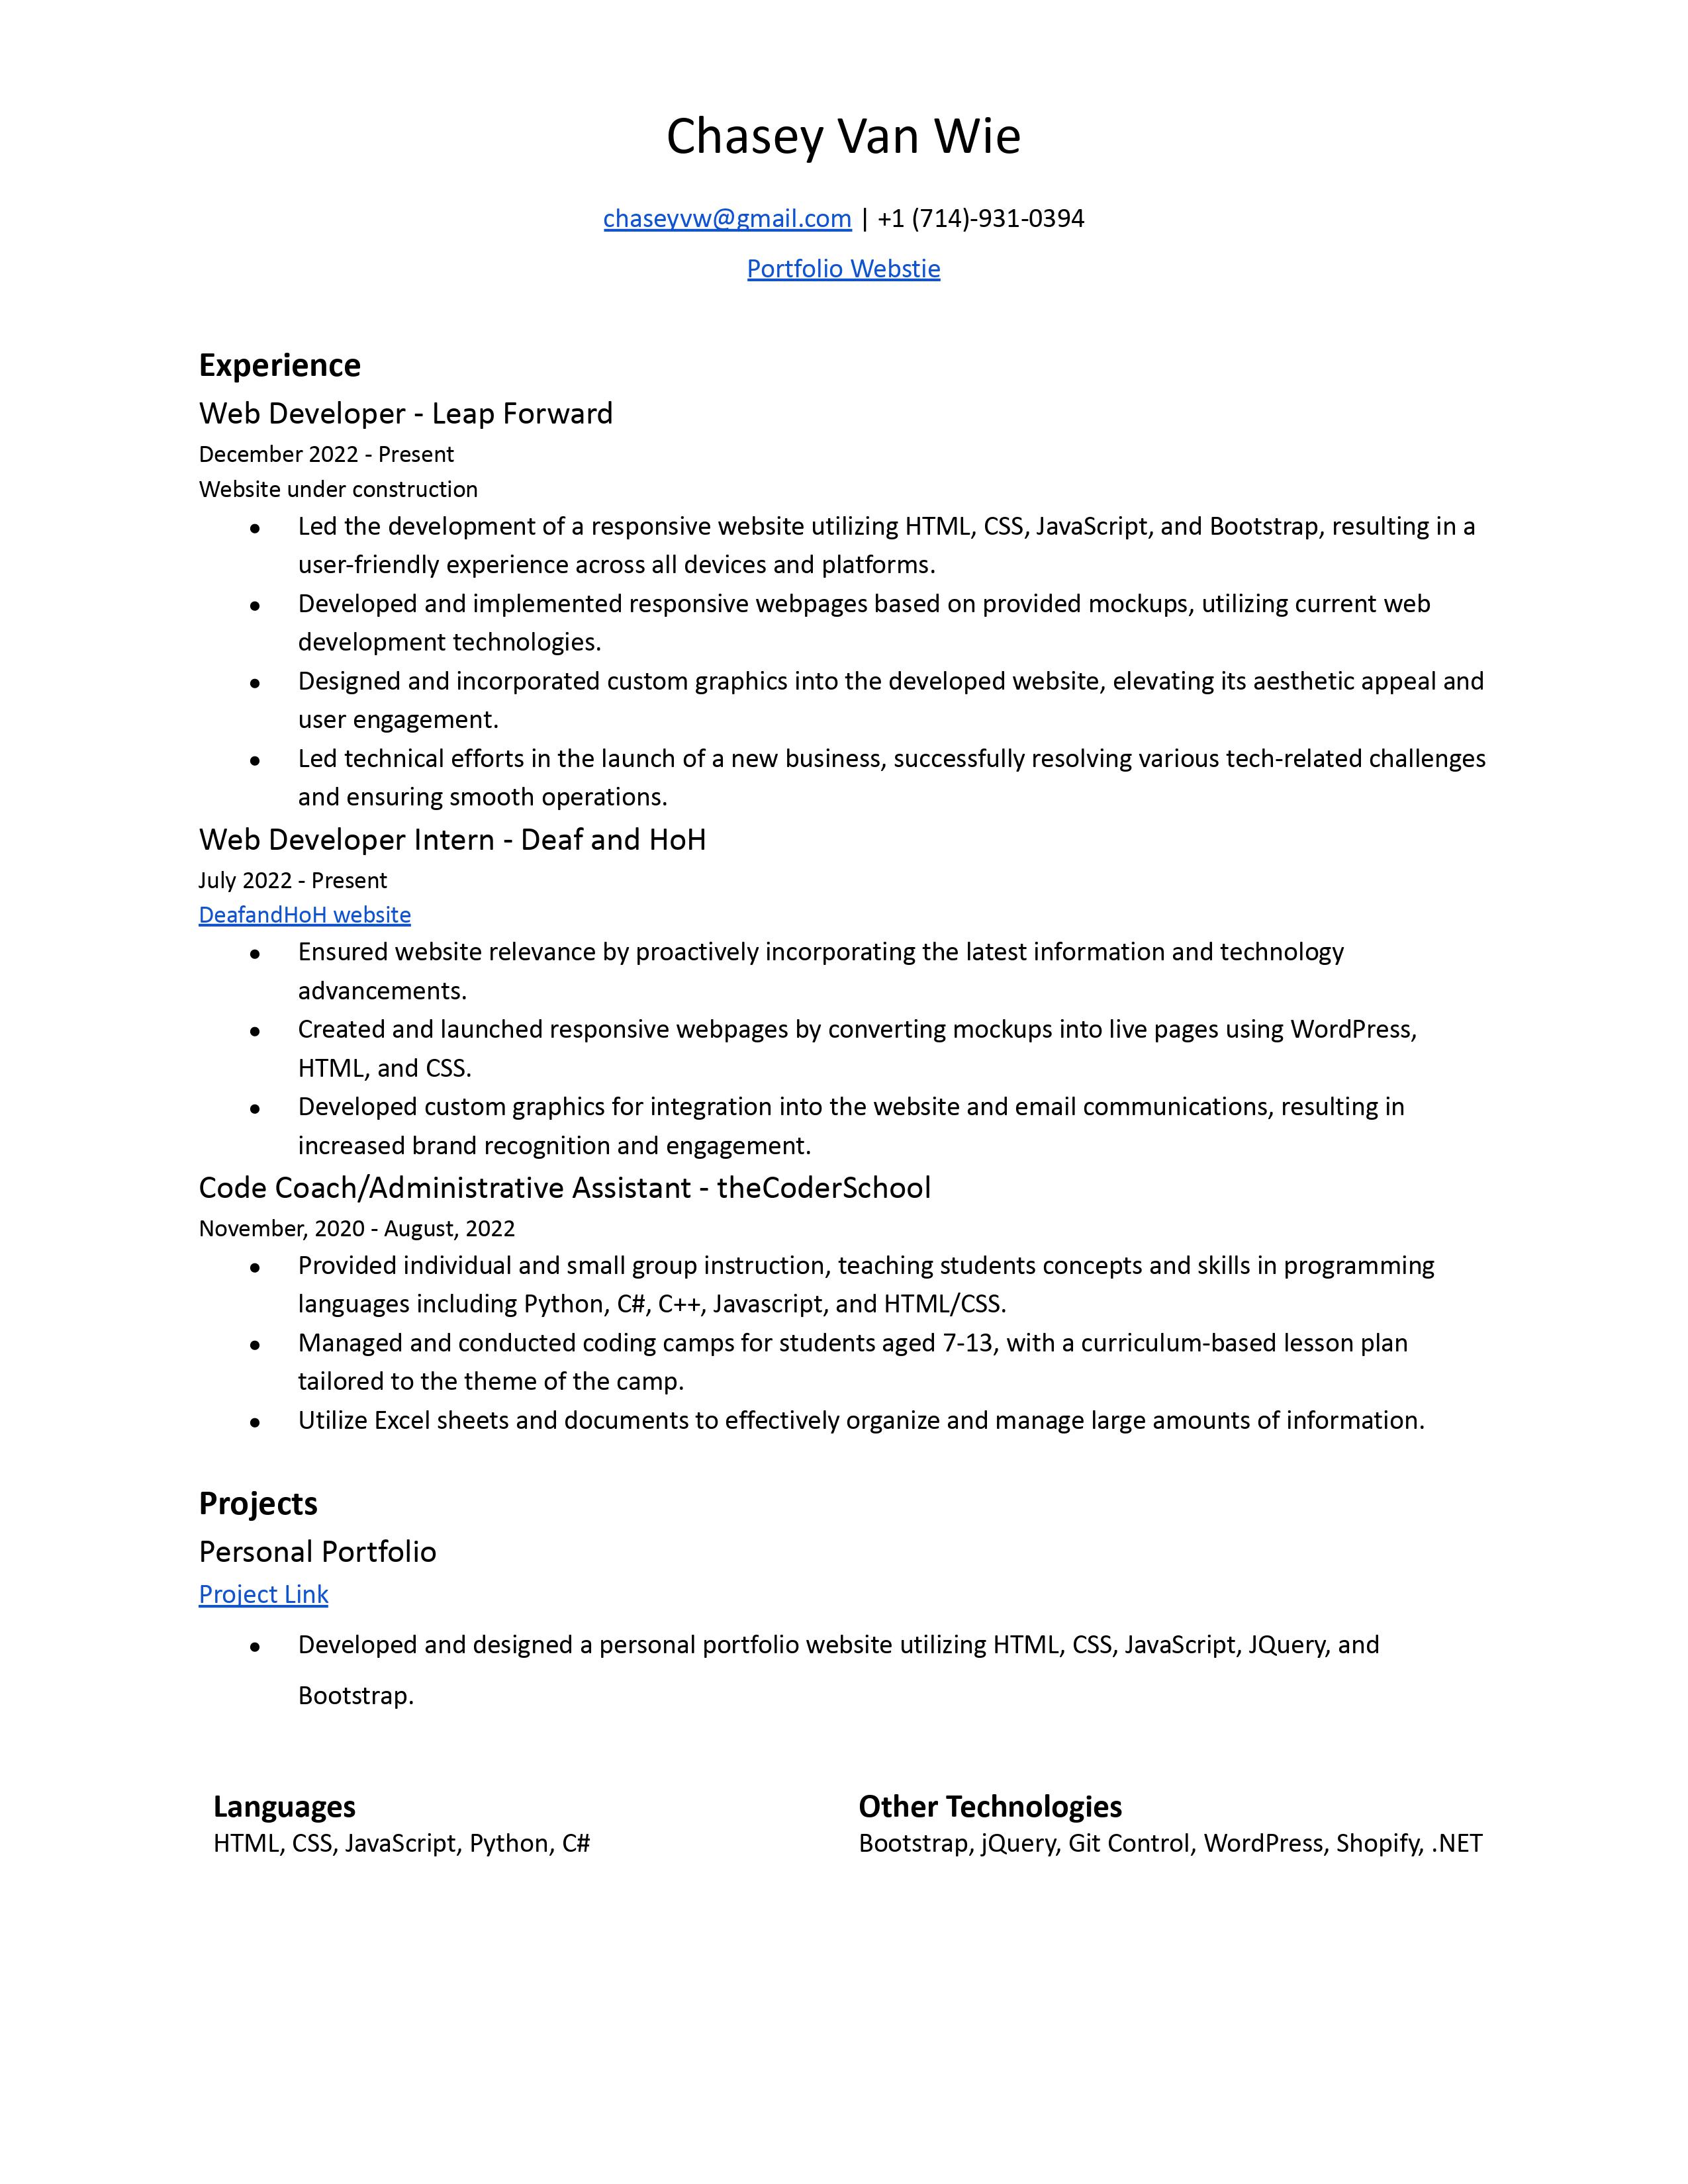 Chasey Van Wie
chaseyvw@gmail.com | +1 (714)-931-0394
Portfolio Webstie
Experience
Web Developer - Leap Forward
December 2022 - Present
Website under construction
● Led the development of a responsive website utilizing HTML, CSS, JavaScript, and Bootstrap, resulting in a
user-friendly experience across all devices and platforms.
● Developed and implemented responsive webpages based on provided mockups, utilizing current web
development technologies.
● Designed and incorporated custom graphics into the developed website, elevating its aesthetic appeal and
user engagement.
● Led technical efforts in the launch of a new business, successfully resolving various tech-related challenges
and ensuring smooth operations.
Web Developer Intern - Deaf and HoH
July 2022 - Present
DeafandHoH website
● Ensured website relevance by proactively incorporating the latest information and technology
advancements.
● Created and launched responsive webpages by converting mockups into live pages using WordPress,
HTML, and CSS.
● Developed custom graphics for integration into the website and email communications, resulting in
increased brand recognition and engagement.
Code Coach/Administrative Assistant - theCoderSchool
November, 2020 - August, 2022
● Provided individual and small group instruction, teaching students concepts and skills in programming
languages including Python, C#, C++, Javascript, and HTML/CSS.
● Managed and conducted coding camps for students aged 7-13, with a curriculum-based lesson plan
tailored to the theme of the camp.
● Utilize Excel sheets and documents to effectively organize and manage large amounts of information.
Projects
Personal Portfolio
Project Link
● Developed and designed a personal portfolio website utilizing HTML, CSS, JavaScript, JQuery, and
Bootstrap.
Languages
HTML, CSS, JavaScript, Python, C#
Other Technologies
Bootstrap, jQuery, Git Control, WordPress, Shopify, .NET